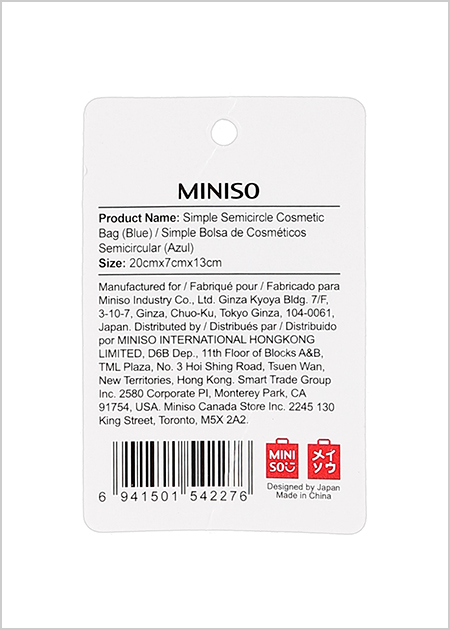 MINISO
Product Name: Simple Semicircle Cosmetic
Bag (Blue) / Simple Bolsa de Cosméticos
Semicircular (Azul)
Size: 20cmx7cmx13cm
Manufactured for / Fabriqué pour / Fabricado para
Miniso Industry Co., Ltd. Ginza Kyoya Bldg. 7/F,
3-10-7, Ginza, Chuo-Ku, Tokyo Ginza, 104-0061,
Japan. Distributed by / Distribués par / Distribuido
por MINISO INTERNATIONAL HONGKONG
LIMITED, D6B Dep., 11th Floor of Blocks A&B,
TML Plaza, No. 3 Hoi Shing Road, Tsuen Wan,
New Territories, Hong Kong. Smart Trade Group
Inc. 2580 Corporate PI, Monterey Park, CA
91754, USA. Miniso Canada Store Inc. 2245 130
King Street, Toronto, M5X 2A2.
MINI メイ
SO ソウ
Designed by Japan
Made in China
6 941501 542276